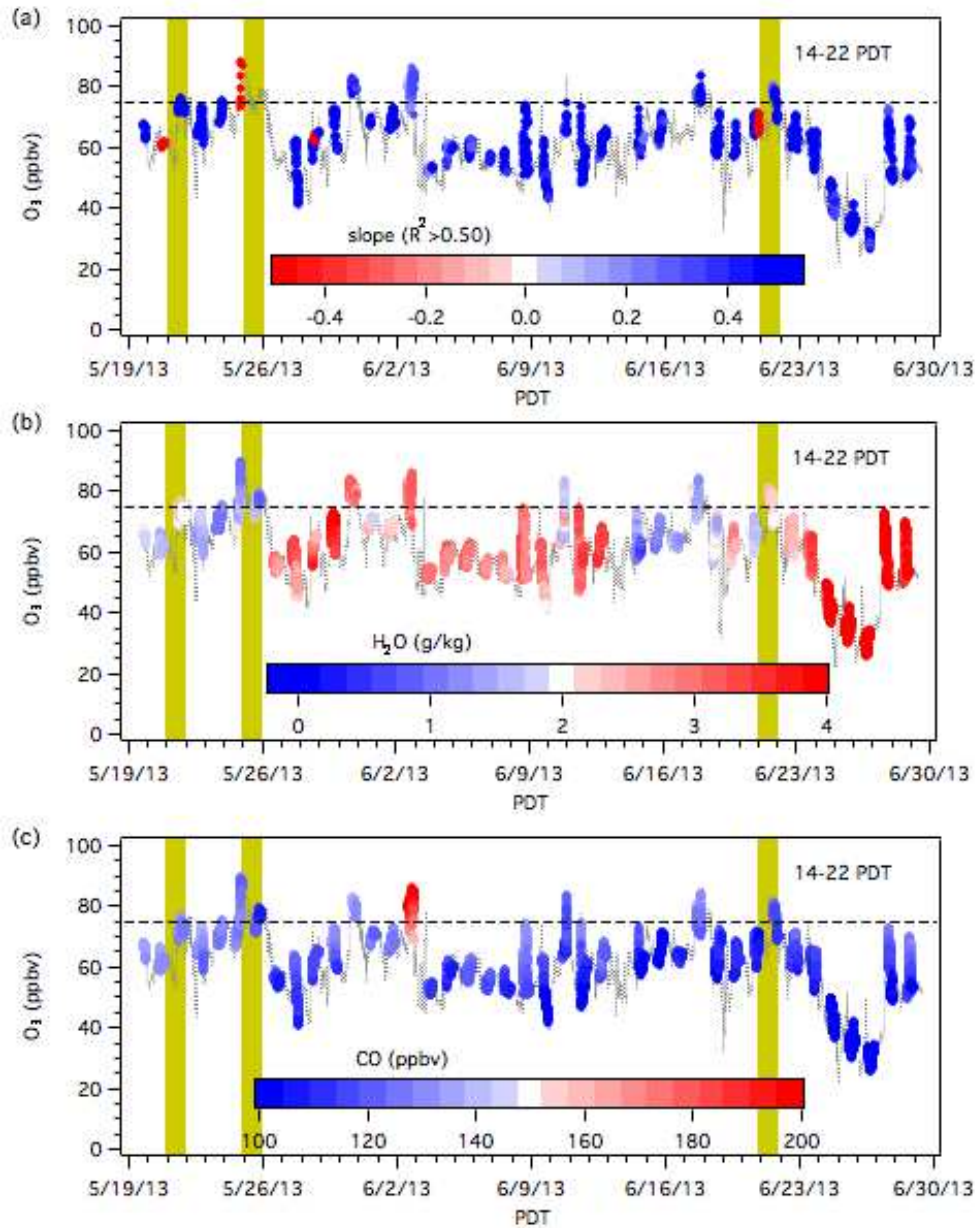 (a)
100
14-22 PDT
80
60
40
20
0
O₃ (ppbv)
slope (R²>0.50)
-0.4 -0.2 0.0 0.2 0.4
5/19/13 5/26/13 6/2/13 6/9/13 6/16/13 6/23/13 6/30/13
PDT
(b)
100
14-22 PDT
80
60
40
20
0
O₃ (ppbv)
H₂O (g/kg)
0 1 2 3 4
5/19/13 5/26/13 6/2/13 6/9/13 6/16/13 6/23/13 6/30/13
PDT
(c)
100
14-22 PDT
80
60
40
20
0
O₃ (ppbv)
CO (ppbv)
100 120 140 160 180 200
5/19/13 5/26/13 6/2/13 6/9/13 6/16/13 6/23/13 6/30/13
PDT